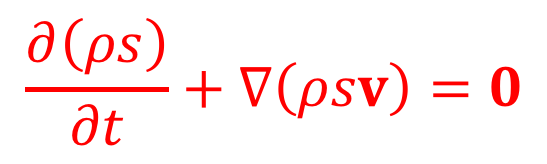 ∂(ρs)/∂t + ∇(ρs𝐯) = 𝟎